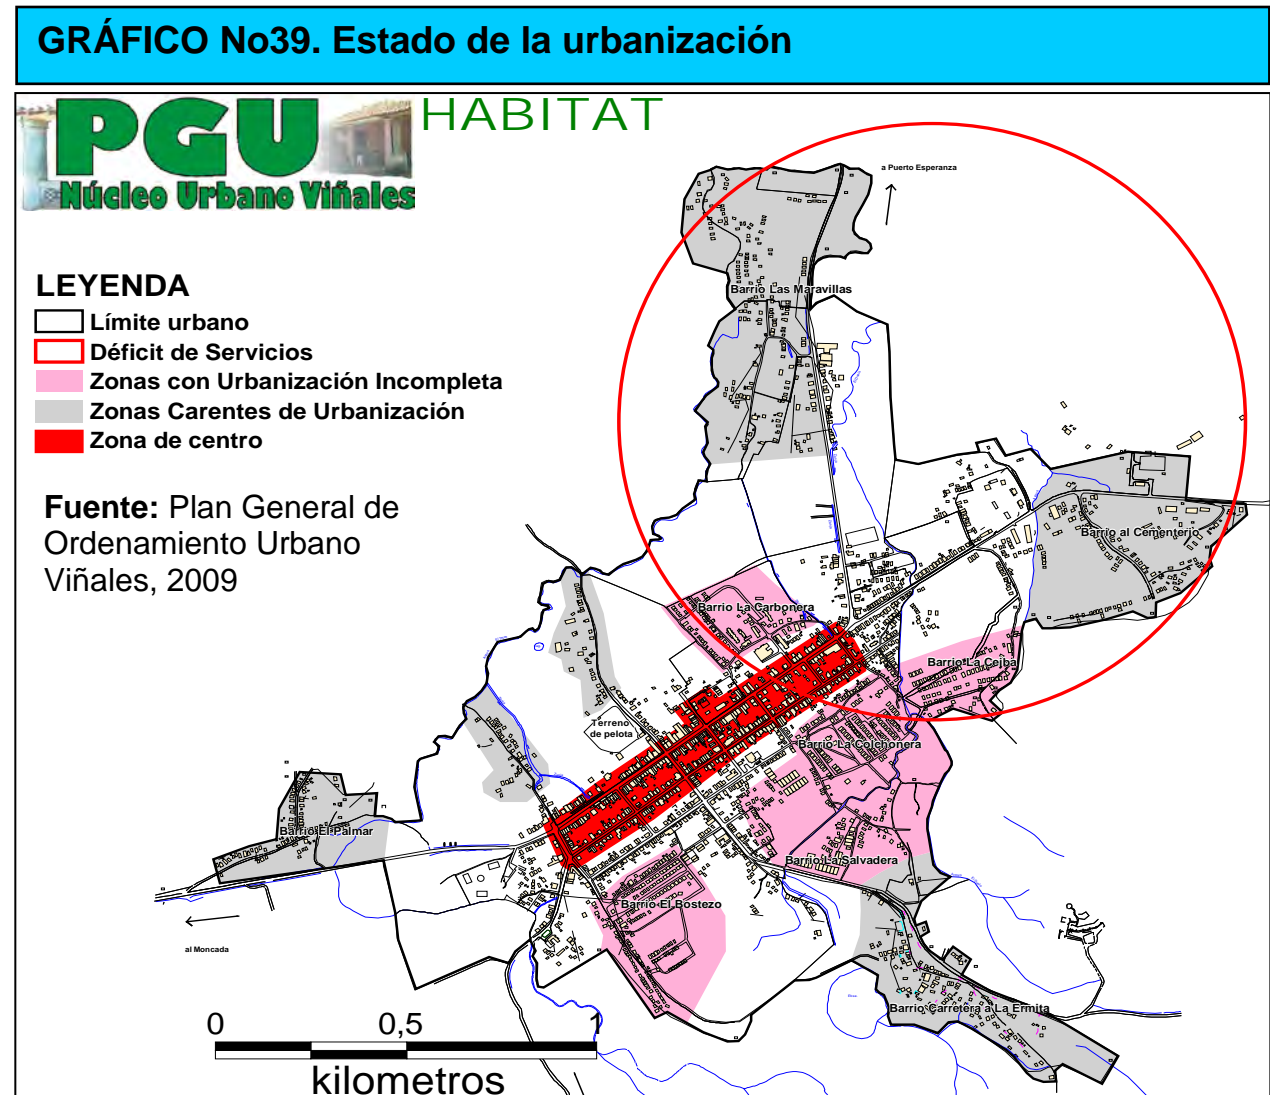 GRÁFICO No39. Estado de la urbanización
PGU
Núcleo Urbano Viñales
HABITAT
a Puerto Esperanza
LEYENDA
Límite urbano
Déficit de Servicios
Zonas con Urbanización Incompleta
Zonas Carentes de Urbanización
Zona de centro
Fuente: Plan General de
Ordenamiento Urbano
Viñales, 2009
Barrio Las Maravillas
Barrio al Cementerio
Barrio La Carbonera
Barrio La Ceiba
Terreno
de pelota
Barrio La Colchonera
Barrio El Palmar
Barrio La Salvadera
Barrio El Bostezo
al Moncada
Barrio Carretera a La Ermita
0 0,5 1
kilometros